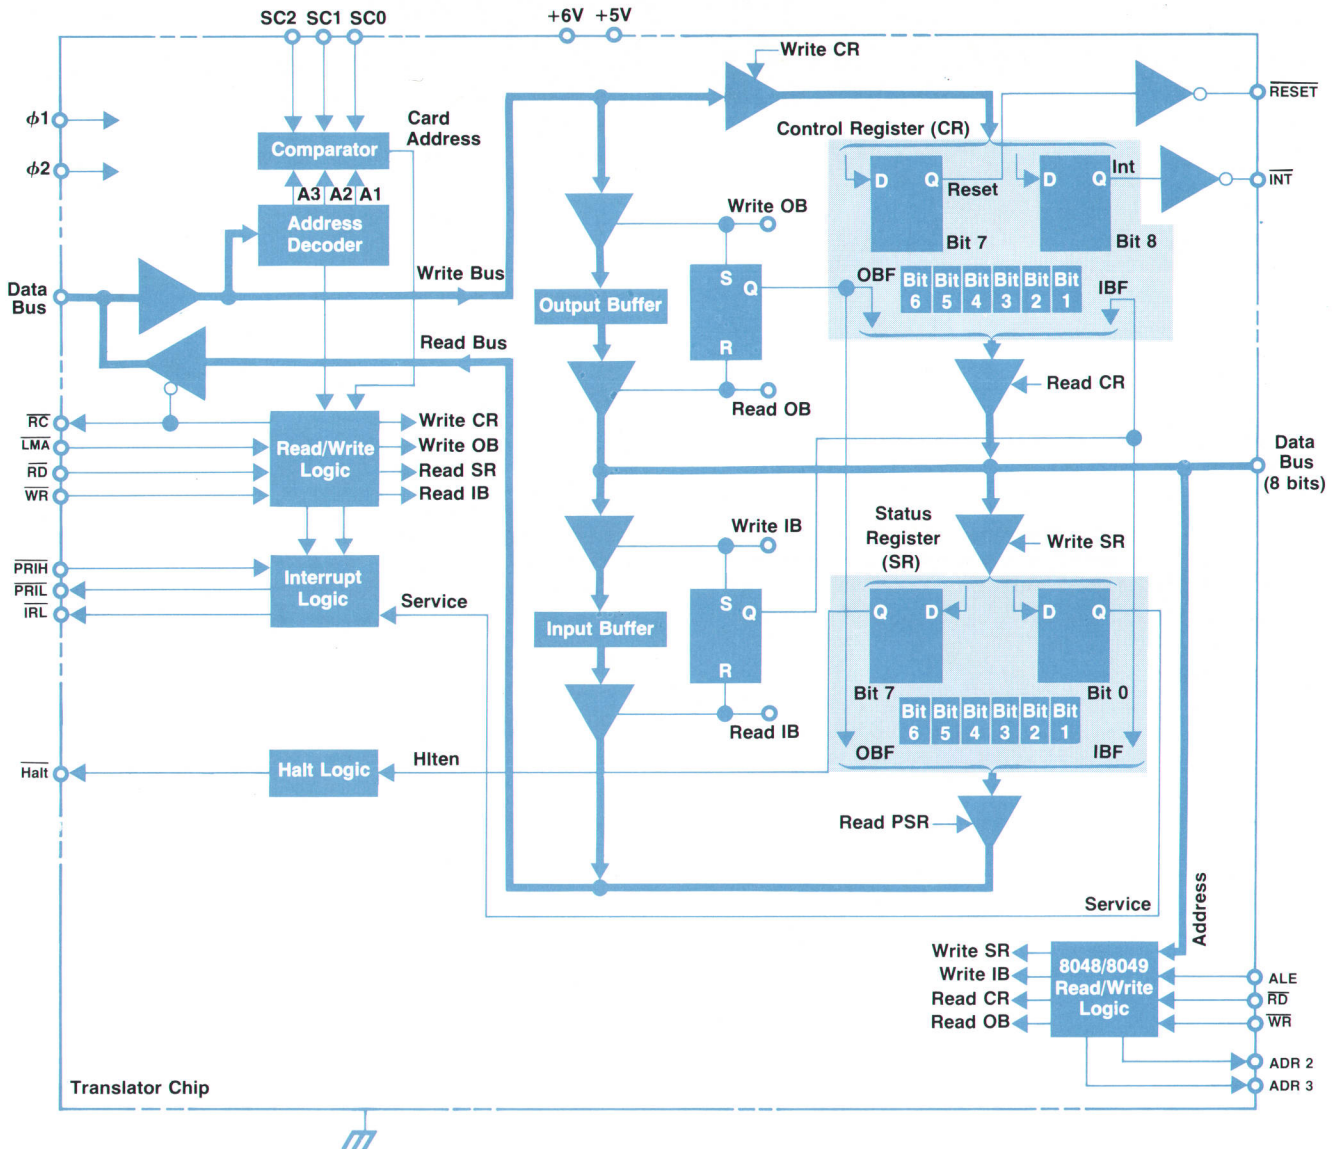 SC2 SC1 SC0
+6V +5V
Write CR
ϕ1
Card
Address
RESET
Control Register (CR)
Comparator
ϕ2
A3 A2 A1
D Q
Reset
Bit 7
D Q
Int
Bit 8
INT
Address
Decoder
Write OB
S
Q
R
Read OB
Data
Bus
Write Bus
Output Buffer
OBF
Bit 6
Bit 5
Bit 4
Bit 3
Bit 2
Bit 1
IBF
Read Bus
Read CR
RC
LMA
RD
WR
Read/Write
Logic
Write CR
Write OB
Read SR
Read IB
Data
Bus
(8 bits)
Status
Register
(SR)
Write SR
Write IB
S
Q
R
Read IB
PRIH
PRIL
IRL
Interrupt
Logic
Service
Input Buffer
Q D
Bit 7
D Q
Bit 0
Bit 6
Bit 5
Bit 4
Bit 3
Bit 2
Bit 1
OBF
IBF
Halt
Halt Logic
Hlten
Read PSR
Service
Address
Write SR
Write IB
Read CR
Read OB
8048/8049
Read/Write
Logic
ALE
RD
WR
ADR 2
ADR 3
Translator Chip